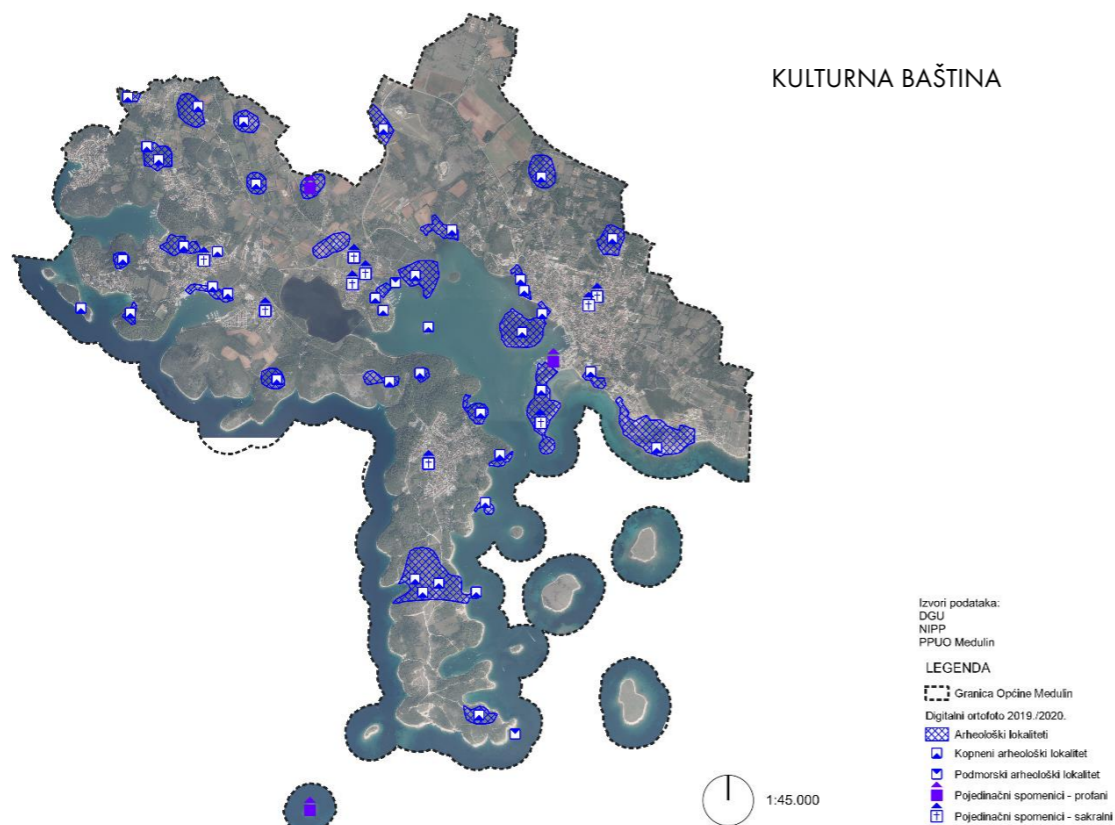 KULTURNA BAŠTINA
Izvori podataka:
DGU
NIPP
PPUO Medulin
LEGENDA
Granica Općine Medulin
Digitalni ortofoto 2019./2020.
Arheološki lokaliteti
Kopneni arheološki lokalitet
Podmorski arheološki lokalitet
Pojedinačni spomenici - profani
Pojedinačni spomenici - sakralni
1:45.000